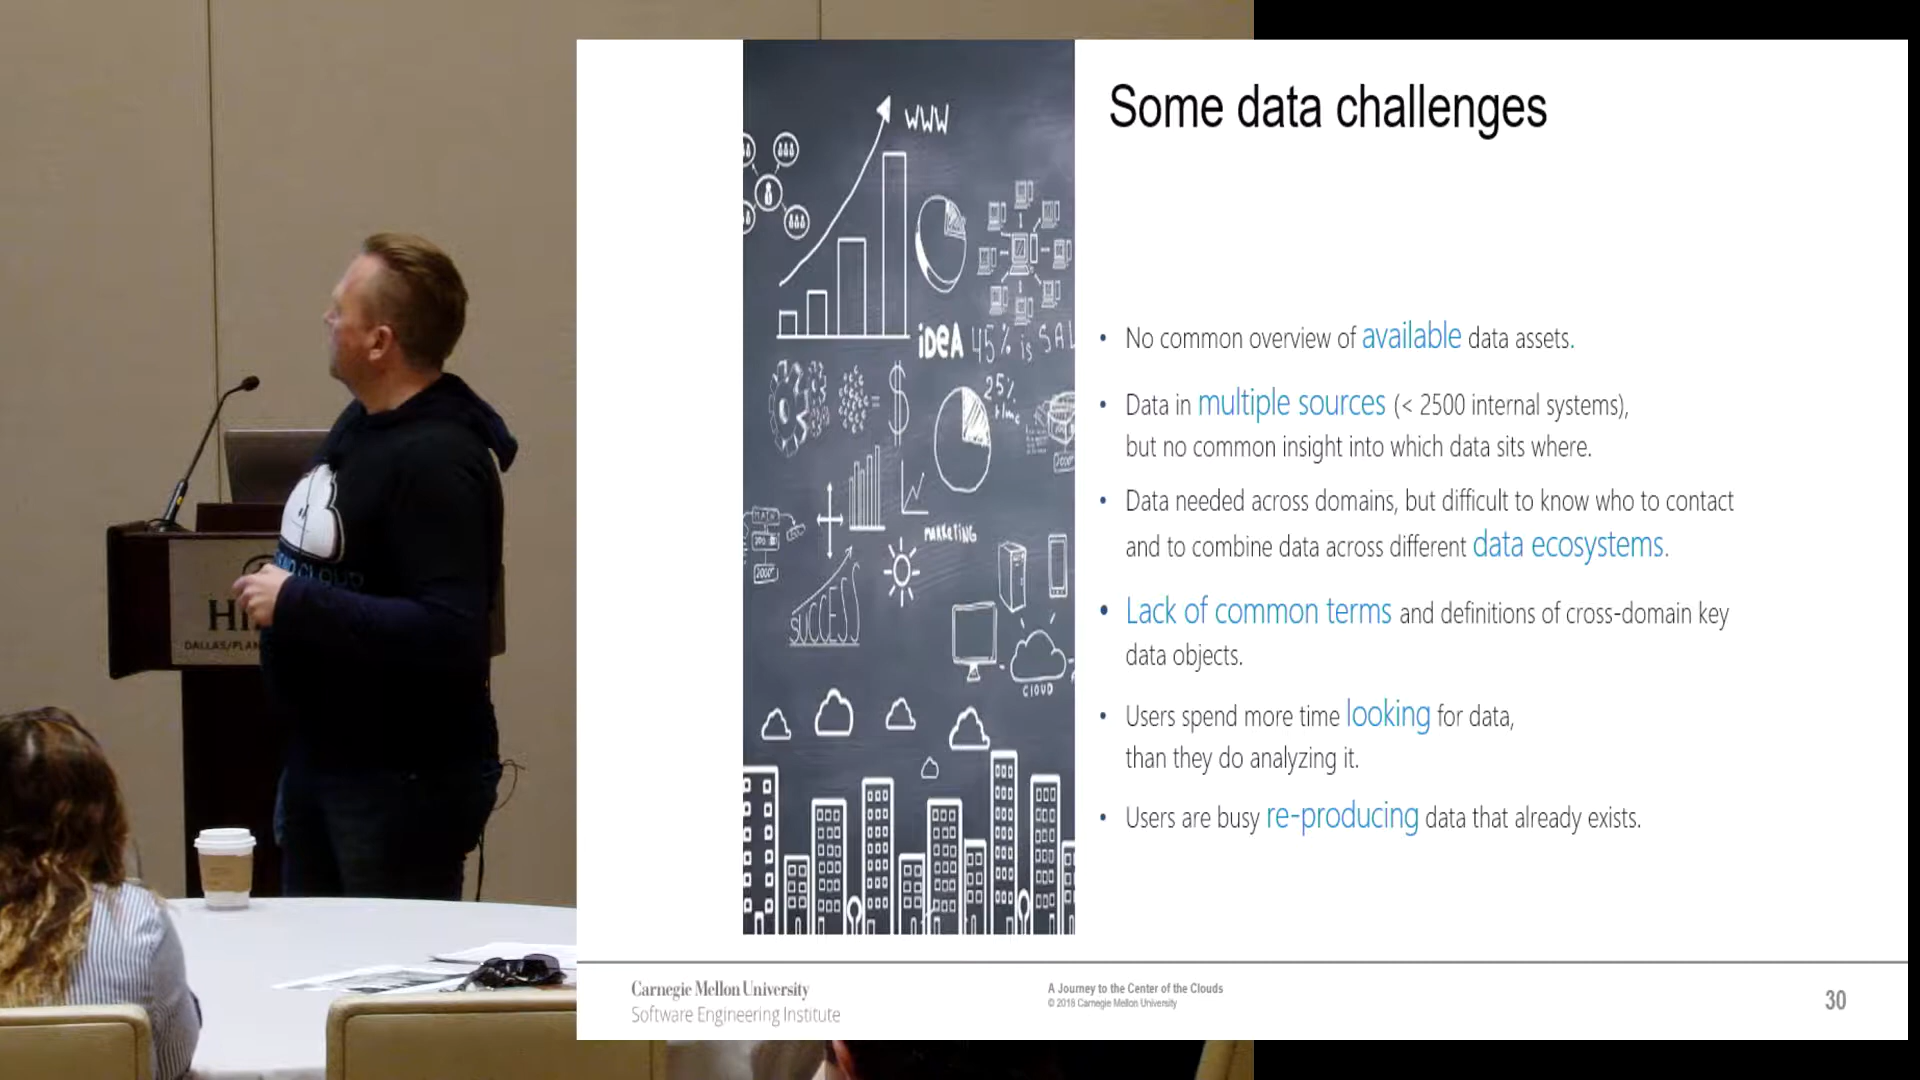 Some data challenges
• No common overview of available data assets.
• Data in multiple sources (< 2500 internal systems),
but no common insight into which data sits where.
• Data needed across domains, but difficult to know who to contact
and to combine data across different data ecosystems.
• Lack of common terms and definitions of cross-domain key
data objects.
• Users spend more time looking for data,
than they do analyzing it.
• Users are busy re-producing data that already exists.
WWW
iDEA 45% is SAL
$
25%
MARKETING
SUCCESS
CLOUD
CLOUD
DALLAS/PLAN
Carnegie Mellon University
Software Engineering Institute
A Journey to the Center of the Clouds
© 2018 Carnegie Mellon University
30